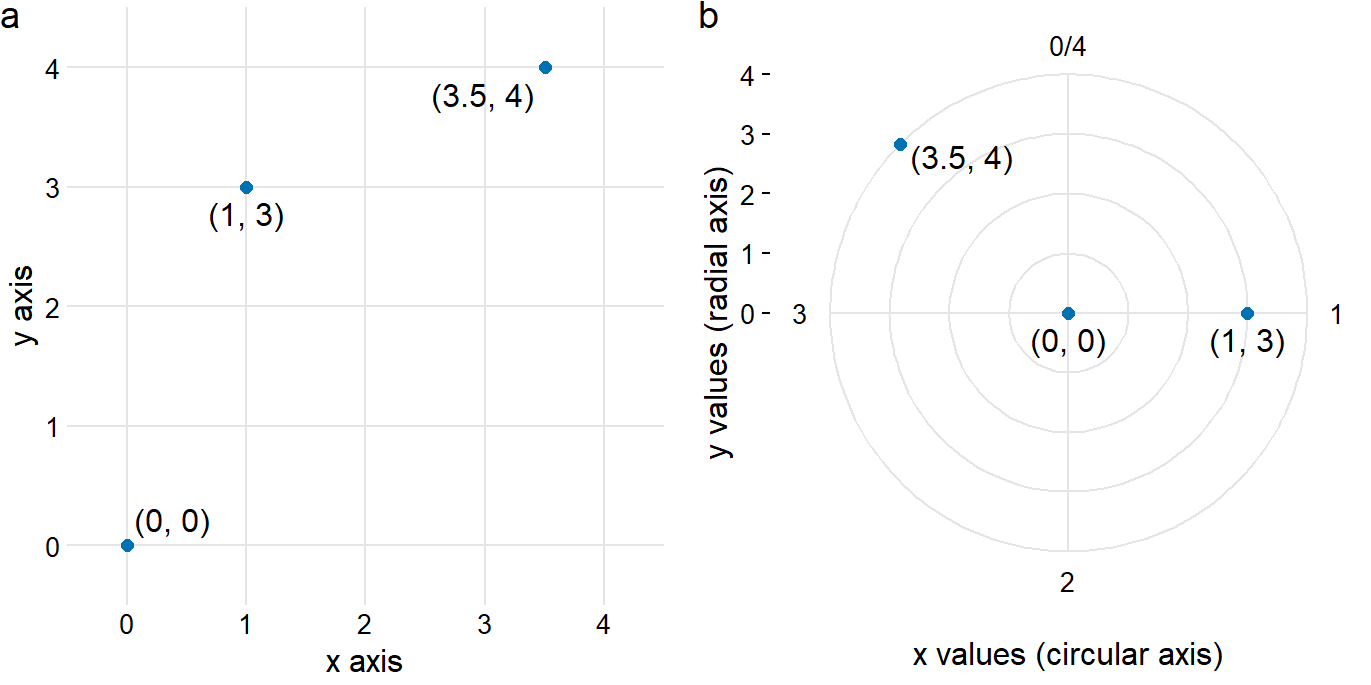 a
y axis
4
3
2
1
0
(3.5, 4)
(1, 3)
(0, 0)
0 1 2 3 4
x axis
b
y values (radial axis)
4
3
2
1
0
0/4
(3.5, 4)
3
1
(0, 0)
(1, 3)
2
x values (circular axis)